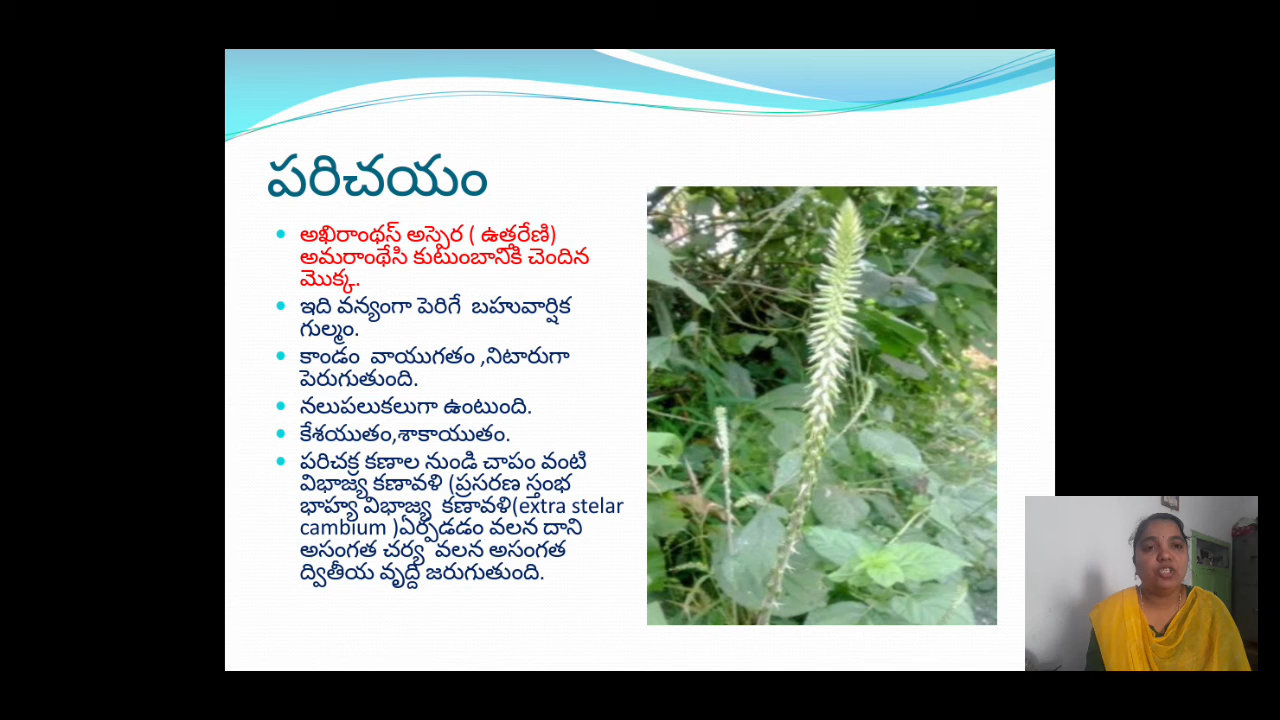 పరిచయం
అఖిరాంథస్ అస్పెర ( ఉత్తరేణి)
అమరాంథేసి కుటుంబానికి చెందిన
మొక్క.
ఇది వన్యంగా పెరిగే బహువార్షిక
గుల్మం.
కాండం వాయుగతం ,నిటారుగా
పెరుగుతుంది.
నలుపలుకలుగా ఉంటుంది.
కేశయుతం,శాకాయుతం.
పరిచక్ర కణాల నుండి చాపం వంటి
విభాజ్య కణావళి (ప్రసరణ స్తంభ
భాహ్య విభాజ్య కణావళి(extra stelar
cambium )ఏర్పడడం వలన దాని
అసంగత చర్య వలన అసంగత
ద్వితీయ వృద్ది జరుగుతుంది.